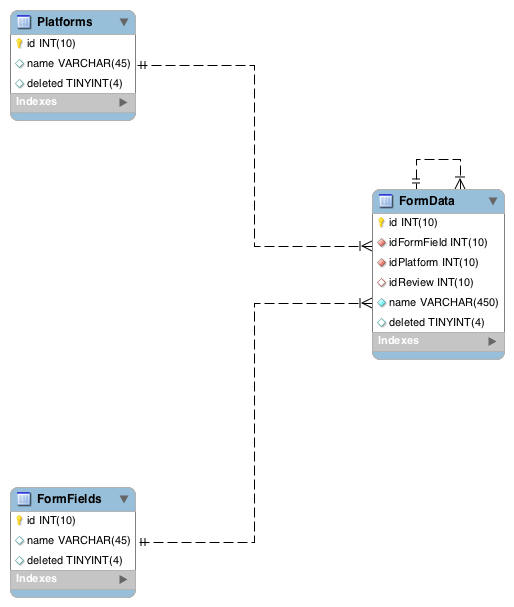 Platforms
id INT(10)
name VARCHAR(45)
deleted TINYINT(4)
Indexes
FormData
id INT(10)
idFormField INT(10)
idPlatform INT(10)
idReview INT(10)
name VARCHAR(450)
deleted TINYINT(4)
Indexes
FormFields
id INT(10)
name VARCHAR(45)
deleted TINYINT(4)
Indexes